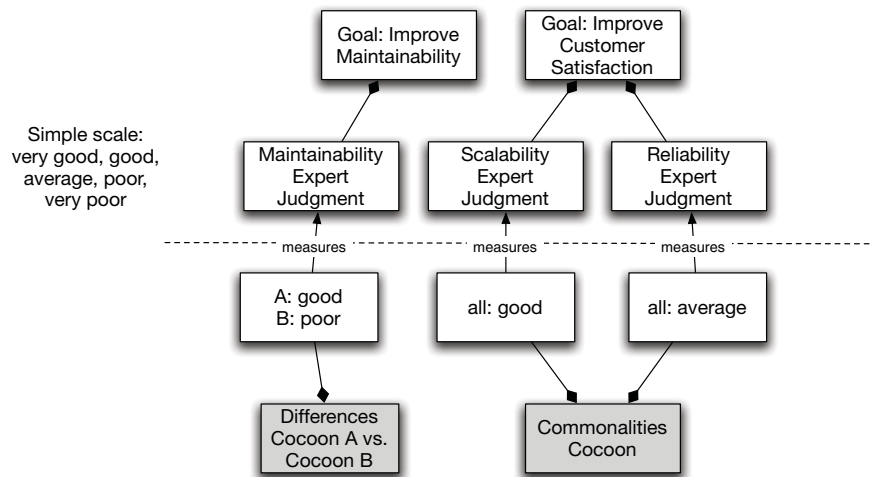 Goal: Improve
Maintainability
Goal: Improve
Customer
Satisfaction
Simple scale:
very good, good,
average, poor,
very poor
Maintainability
Expert
Judgment
Scalability
Expert
Judgment
Reliability
Expert
Judgment
measures
measures
measures
A: good
B: poor
all: good
all: average
Differences
Cocoon A vs.
Cocoon B
Commonalities
Cocoon